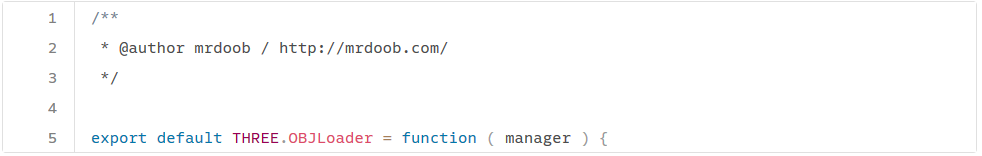 1 /**
2 * @author mrdoob / http://mrdoob.com/
3 */
4
5 export default THREE.OBJLoader = function ( manager ) {